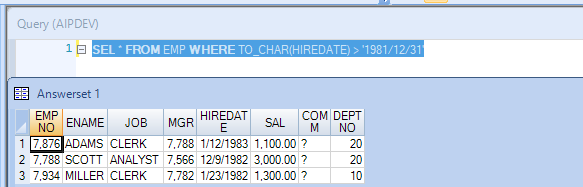 Query (AIPDEV)
1 SEL * FROM EMP WHERE TO_CHAR(HIREDATE) > '1981/12/31'
Answerset 1
EMP NO ENAME JOB MGR HIREDATE SAL COM M DEPT NO
1 7,876 ADAMS CLERK 7,788 1/12/1983 1,100.00 ? 20
2 7,788 SCOTT ANALYST 7,566 12/9/1982 3,000.00 ? 20
3 7,934 MILLER CLERK 7,782 1/23/1982 1,300.00 ? 10